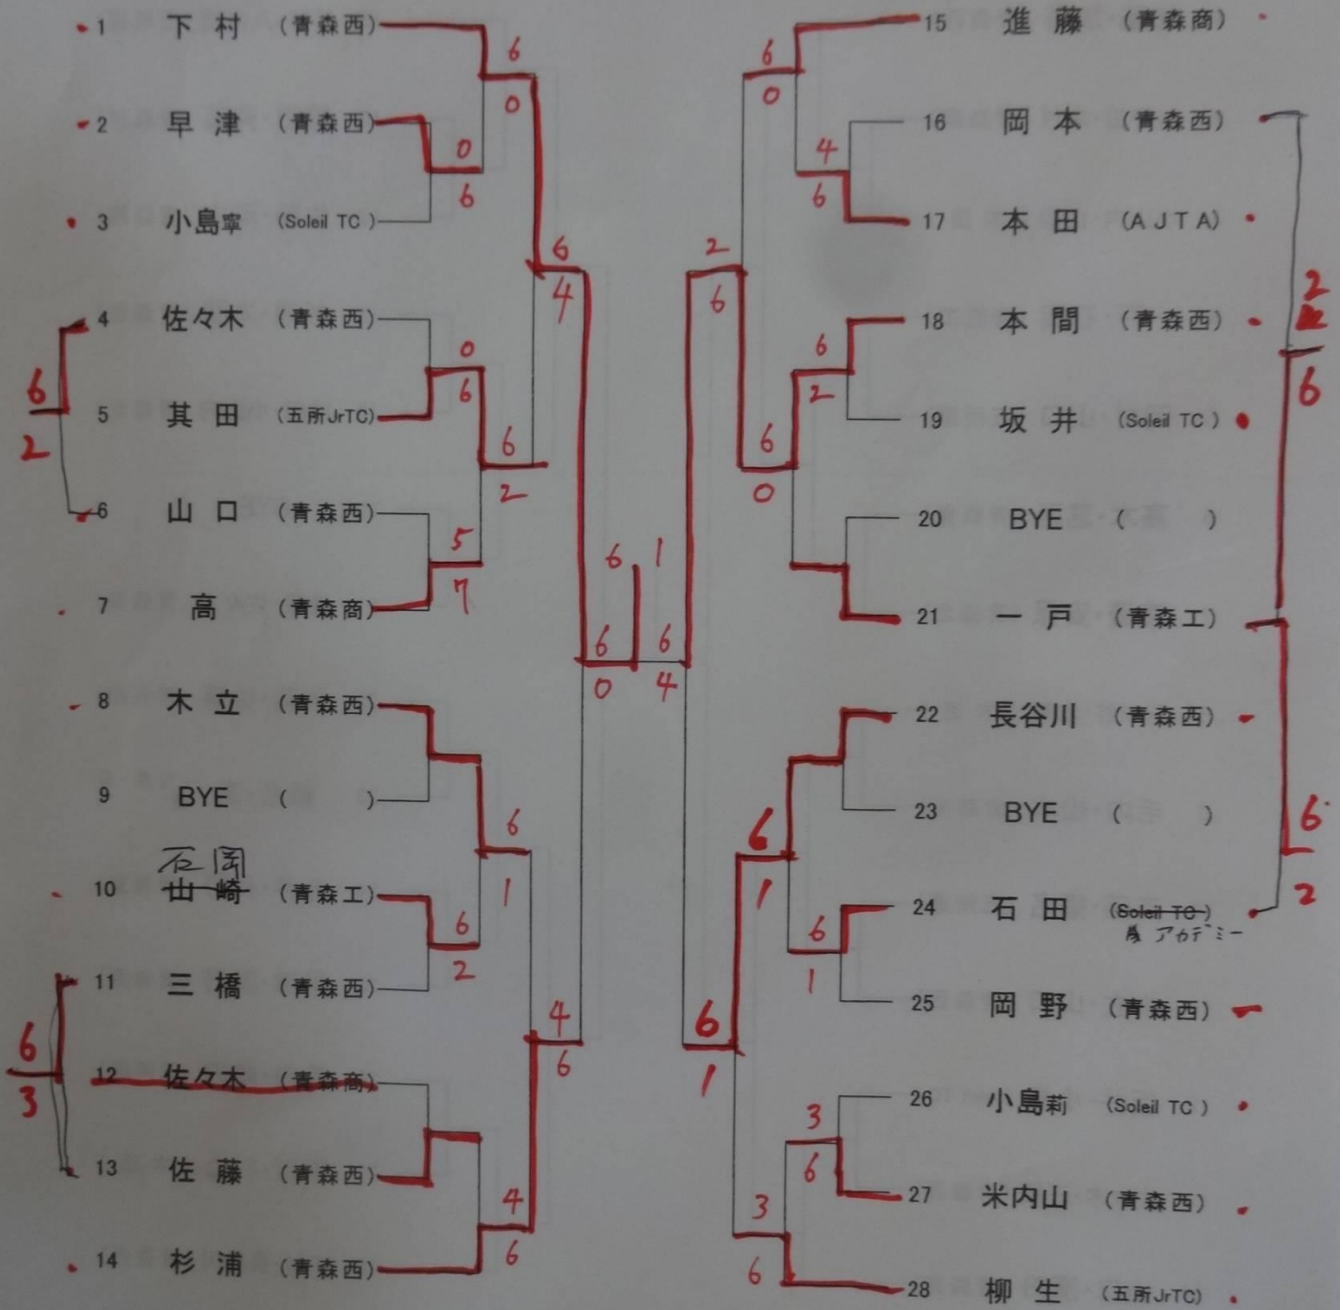 1 下村 (青森西)
6
0
2 早津 (青森西)
0
6
3 小島寧 (Soleil TC)
6
4
4 佐々木 (青森西)
0
6
6
2
5 其田 (五所JrTC)
6
2
6 山口 (青森西)
5
7
7 高 (青森商)
6 1
6
0
6
4
8 木立 (青森西)
9 BYE ( )
6
1
石岡
10 山崎 (青森工)
6
2
11 三橋 (青森西)
4
6
6
3
12 佐々木 (青森商)
13 佐藤 (青森西)
4
6
14 杉浦 (青森西)
15 進藤 (青森商)
6
0
16 岡本 (青森西)
4
6
17 本田 (AJTA)
2
6
18 本間 (青森西)
2
6
6
2
19 坂井 (Soleil TC)
6
0
20 BYE ( )
21 一戸 (青森工)
22 長谷川 (青森西)
23 BYE ( )
6
1
6
2
24 石田 (Soleil TC)
アカデミー
6
1
25 岡野 (青森西)
6
1
26 小島莉 (Soleil TC)
3
6
27 米内山 (青森西)
3
6
28 柳生 (五所JrTC)